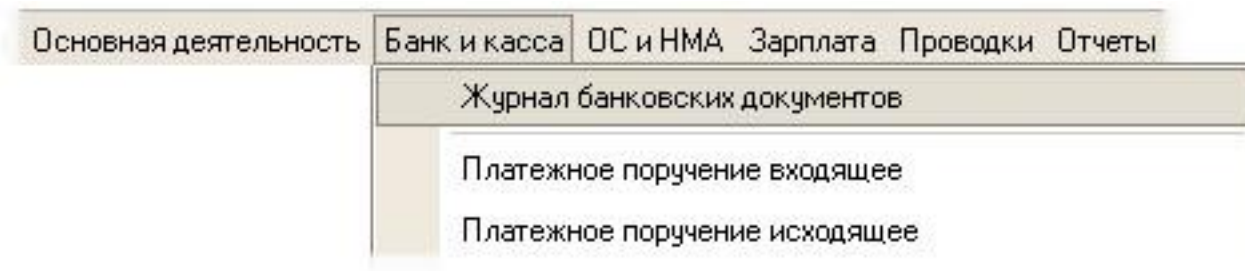 Основная деятельность Банк и касса ОС и НМА Зарплата Проводки Отчеты
Журнал банковских документов
Платежное поручение входящее
Платежное поручение исходящее